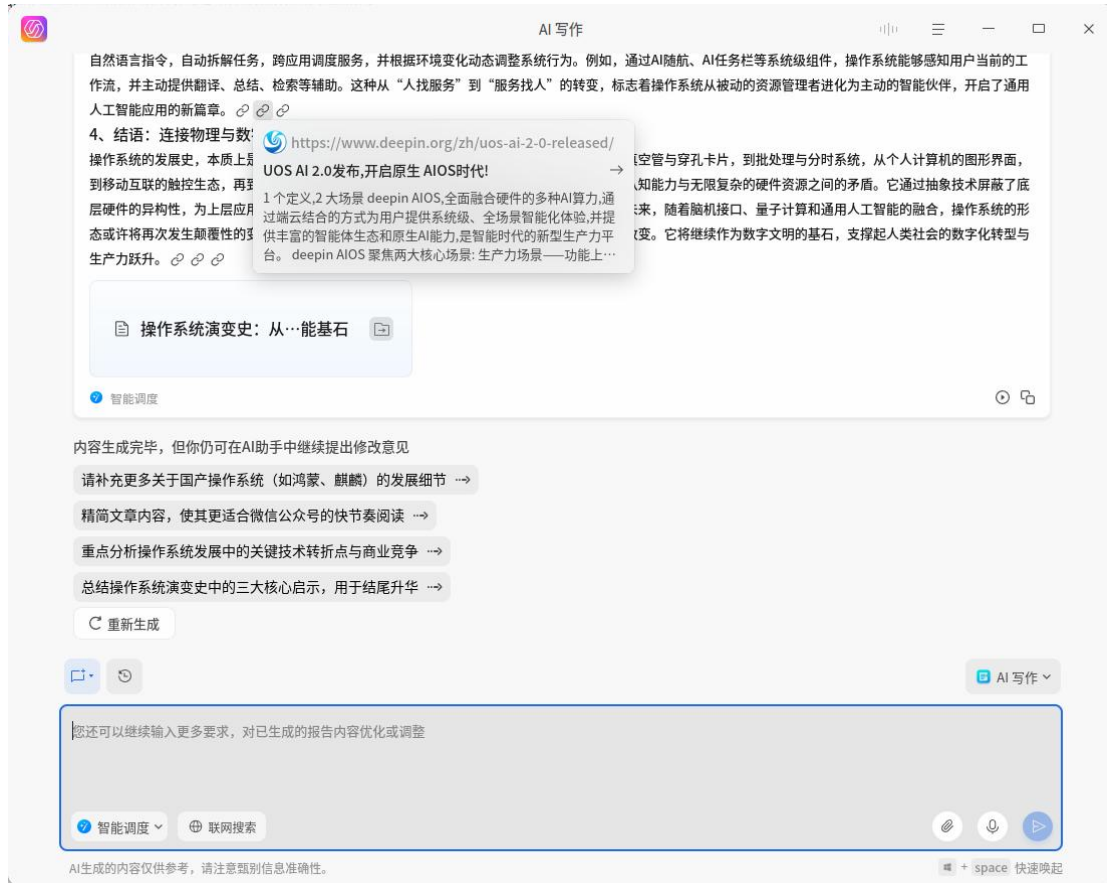 AI 写作
自然语言指令，自动拆解任务，跨应用调度服务，并根据环境变化动态调整系统行为。例如，通过AI随航、AI任务栏等系统级组件，操作系统能够感知用户当前的工
作流，并主动提供翻译、总结、检索等辅助。这种从“人找服务”到“服务找人”的转变，标志着操作系统从被动的资源管理者进化为主动的智能伙伴，开启了通用
人工智能应用的新篇章。
4、结语：连接物理与数
https://www.deepin.org/zh/uos-ai-2-0-released/
UOS AI 2.0发布,开启原生 AIOS时代!
1 个定义,2 大场景 deepin AIOS,全面融合硬件的多种AI算力,通
过端云结合的方式为用户提供系统级、全场景智能化体验,并提
供丰富的智能体生态和原生AI能力,是智能时代的新型生产力平
台。 deepin AIOS 聚焦两大核心场景: 生产力场景——功能上…
操作系统的发展史，本质上是 空管与穿孔卡片，到批处理与分时系统，从个人计算机的图形界面，
到移动互联的触控生态，再到 知能力与无限复杂的硬件资源之间的矛盾。它通过抽象技术屏蔽了底
层硬件的异构性，为上层应用 来，随着脑机接口、量子计算和通用人工智能的融合，操作系统的形
态或许将再次发生颠覆性的变 变。它将继续作为数字文明的基石，支撑起人类社会的数字化转型与
生产力跃升。
操作系统演变史：从…能基石
智能调度
内容生成完毕，但你仍可在AI助手中继续提出修改意见
请补充更多关于国产操作系统（如鸿蒙、麒麟）的发展细节
精简文章内容，使其更适合微信公众号的快节奏阅读
重点分析操作系统发展中的关键技术转折点与商业竞争
总结操作系统演变史中的三大核心启示，用于结尾升华
重新生成
AI 写作
您还可以继续输入更多要求，对已生成的报告内容优化或调整
智能调度 联网搜索
AI生成的内容仅供参考，请注意甄别信息准确性。
+ space 快速唤起